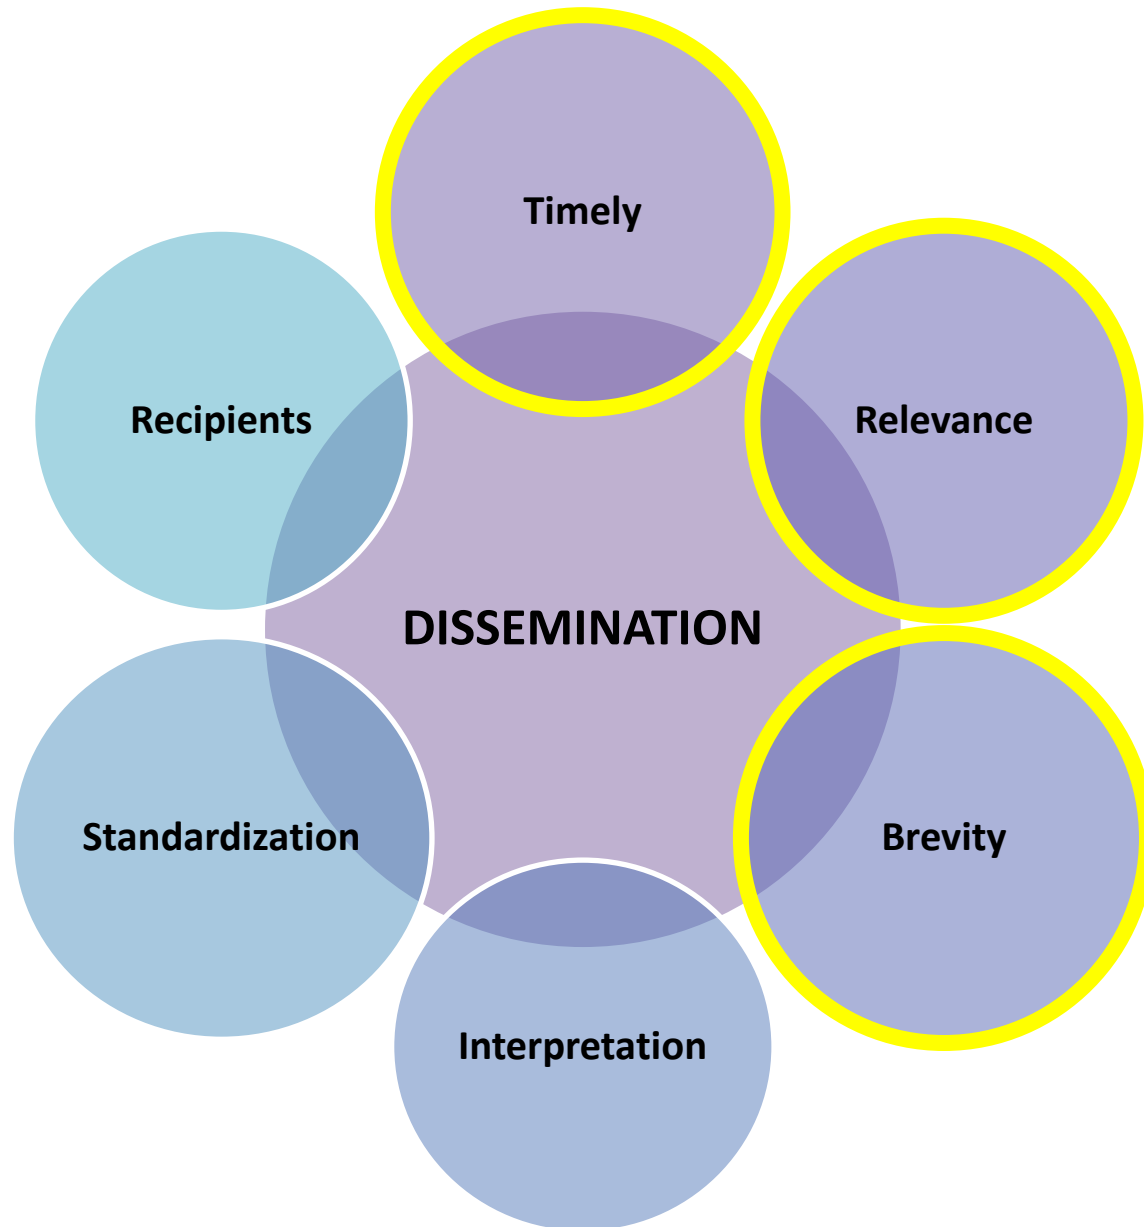 Timely
Recipients
Relevance
DISSEMINATION
Standardization
Brevity
Interpretation